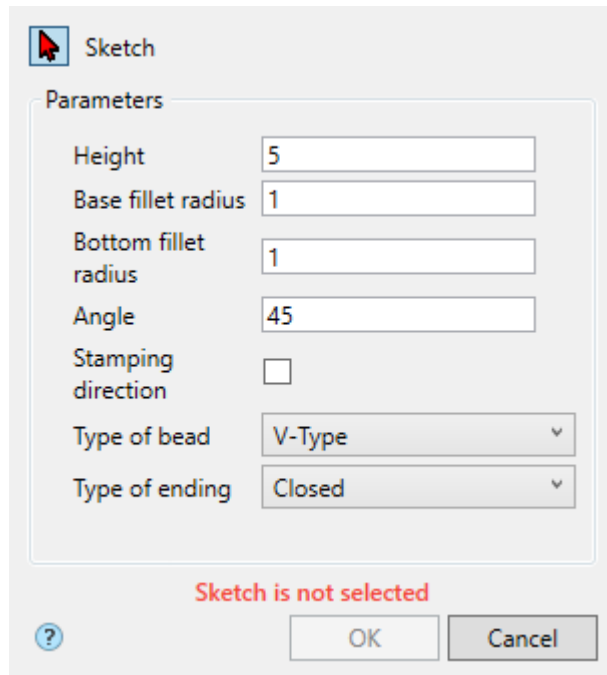 Sketch
Parameters
Height 5
Base fillet radius 1
Bottom fillet
radius 1
Angle 45
Stamping
direction
Type of bead V-Type
Type of ending Closed
Sketch is not selected
? OK Cancel